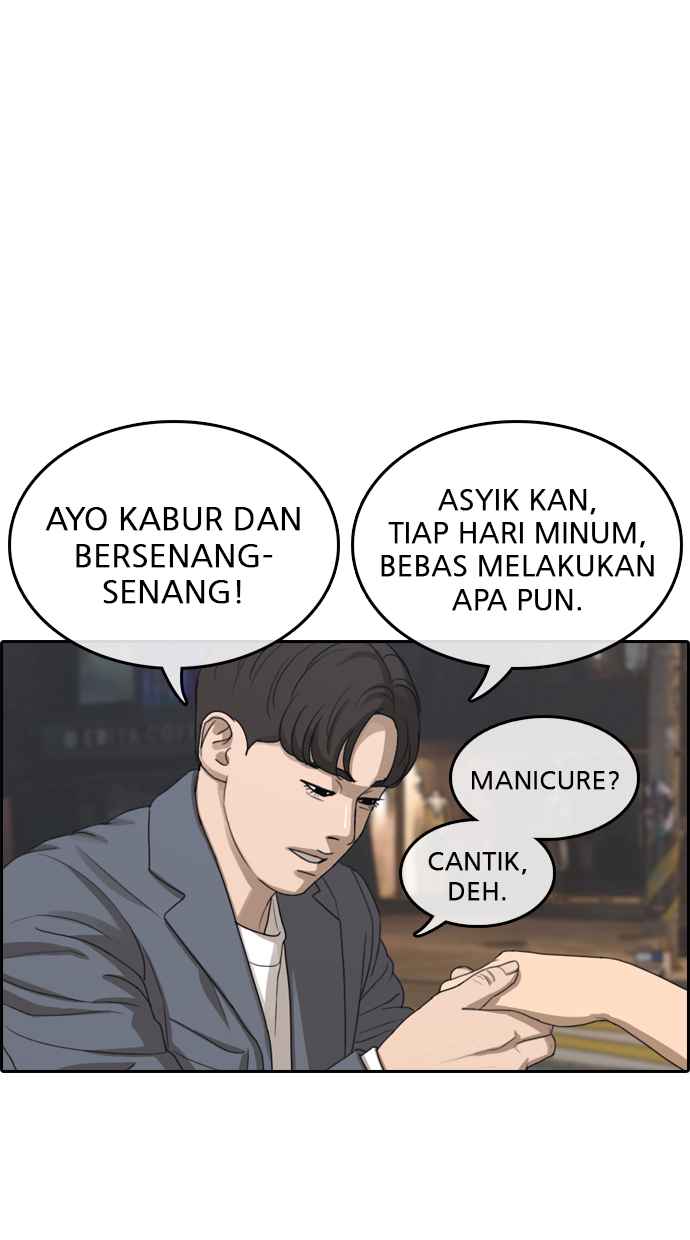 AYO KABUR DAN
BERSENANG-
SENANG!
ASYIK KAN,
TIAP HARI MINUM,
BEBAS MELAKUKAN
APA PUN.
MANICURE?
CANTIK,
DEH.